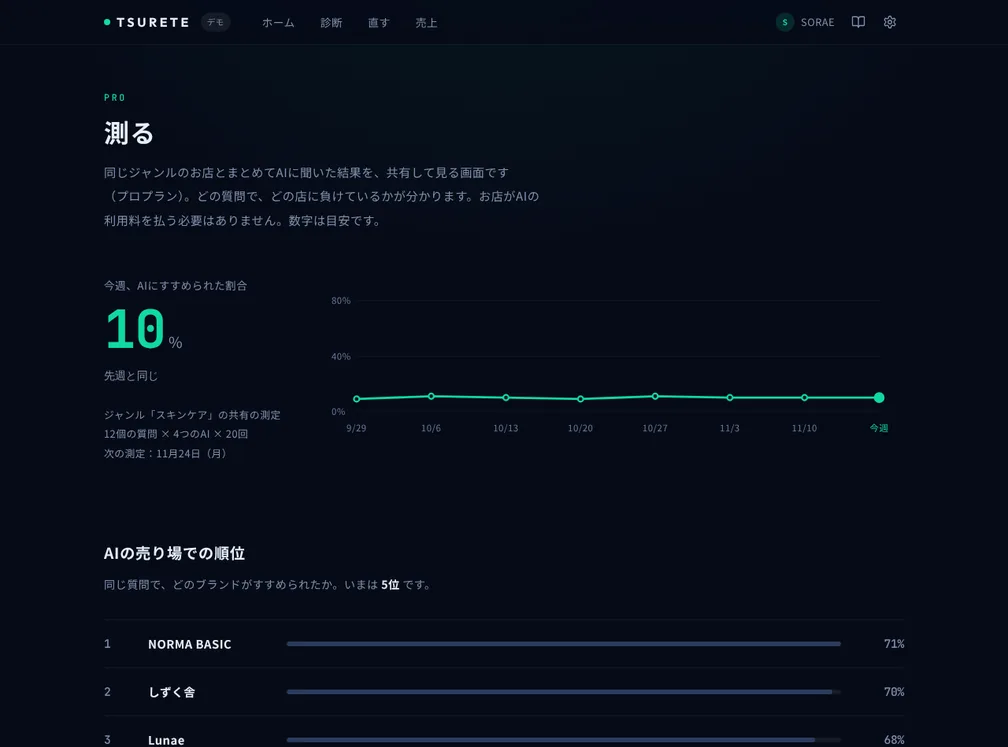 TSURETE デモ ホーム 診断 直す 売上 S SORAE
PRO
測る
同じジャンルのお店とまとめてAIに聞いた結果を、共有して見る画面です
（プロプラン）。どの質問で、どの店に負けているかが分かります。お店がAIの
利用料を払う必要はありません。数字は目安です。
今週、AIにすすめられた割合
10%
先週と同じ
ジャンル「スキンケア」の共有の測定
12個の質問 × 4つのAI × 20回
次の測定：11月24日（月）
80%
40%
0%
9/29 10/6 10/13 10/20 10/27 11/3 11/10 今週
AIの売り場での順位
同じ質問で、どのブランドがすすめられたか。いまは 5位 です。
1 NORMA BASIC 71%
2 しずく舎 70%
3 Lunae 68%